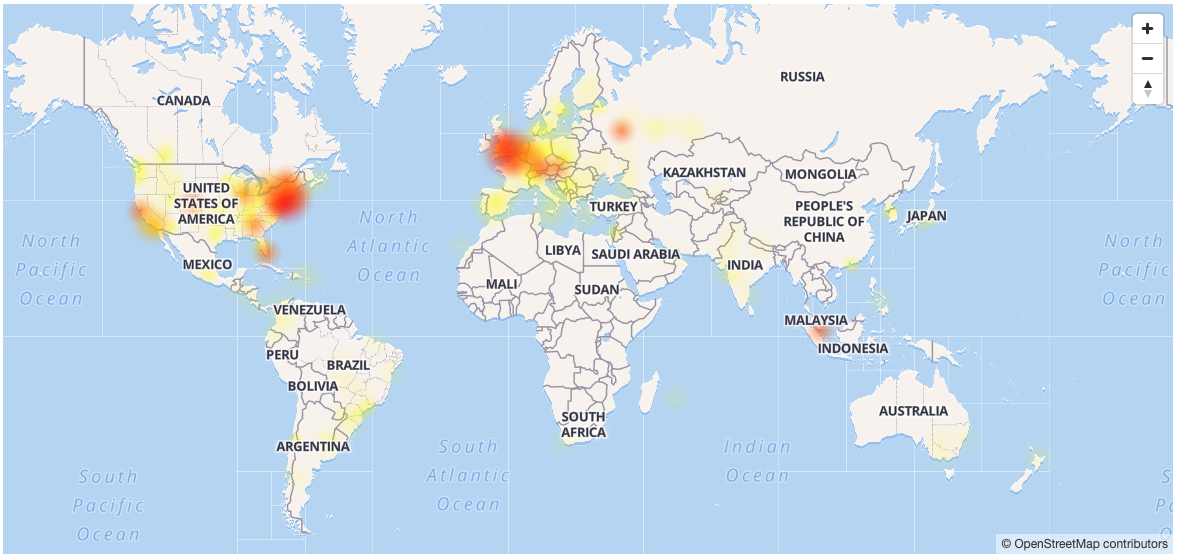 RUSSIA
CANADA
KAZAKHSTAN
MONGOLIA
UNITED
STATES OF
AMERICA
TURKEY
PEOPLE'S
REPUBLIC OF
CHINA
JAPAN
North
Pacific
Ocean
North
Atlantic
Ocean
North
Pacific
Ocean
LIBYA
SAUDI ARABIA
MEXICO
INDIA
MALI
SUDAN
VENEZUELA
MALAYSIA
INDONESIA
PERU
BRAZIL
BOLIVIA
AUSTRALIA
SOUTH
AFRICA
ARGENTINA
South
Pacific
Ocean
South
Atlantic
Ocean
Indian
Ocean
© OpenStreetMap contributors